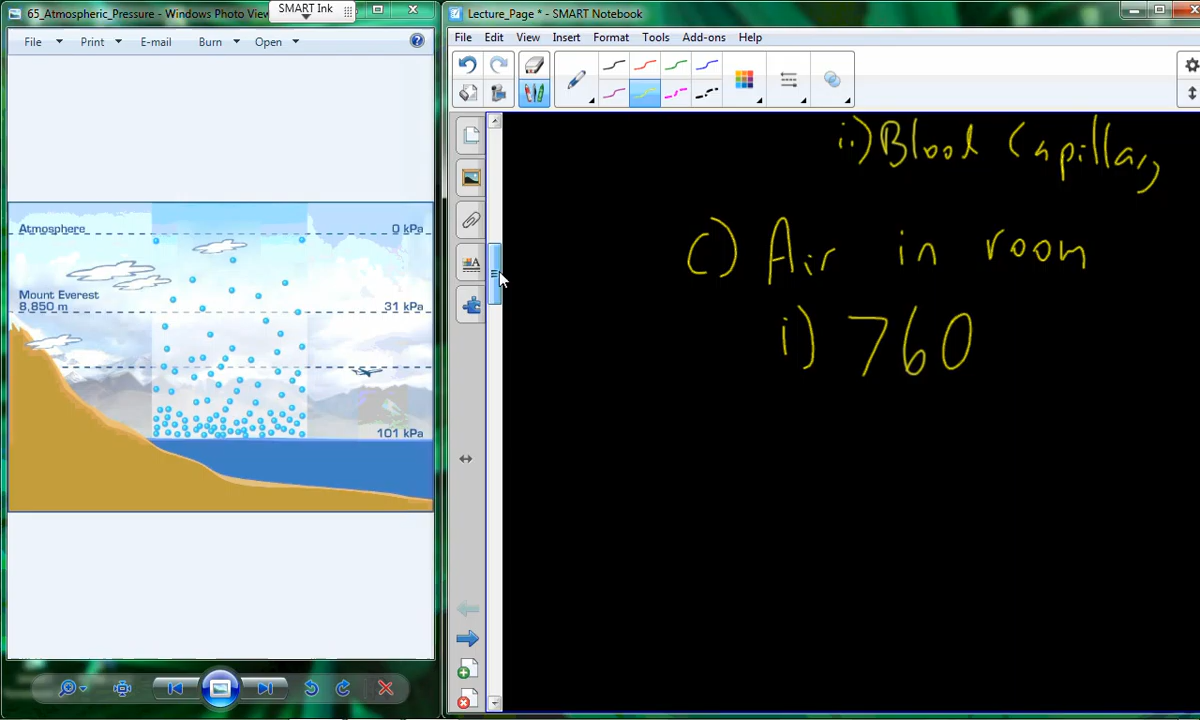 65_Atmospheric_Pressure - Windows Photo View
SMART Ink
File Print E-mail Burn Open
Atmosphere 0 kPa
Mount Everest
8,850 m 31 kPa
101 kPa
Lecture_Page * - SMART Notebook
File Edit View Insert Format Tools Add-ons Help
ii) Blood Capillary
C) Air in room
i) 760